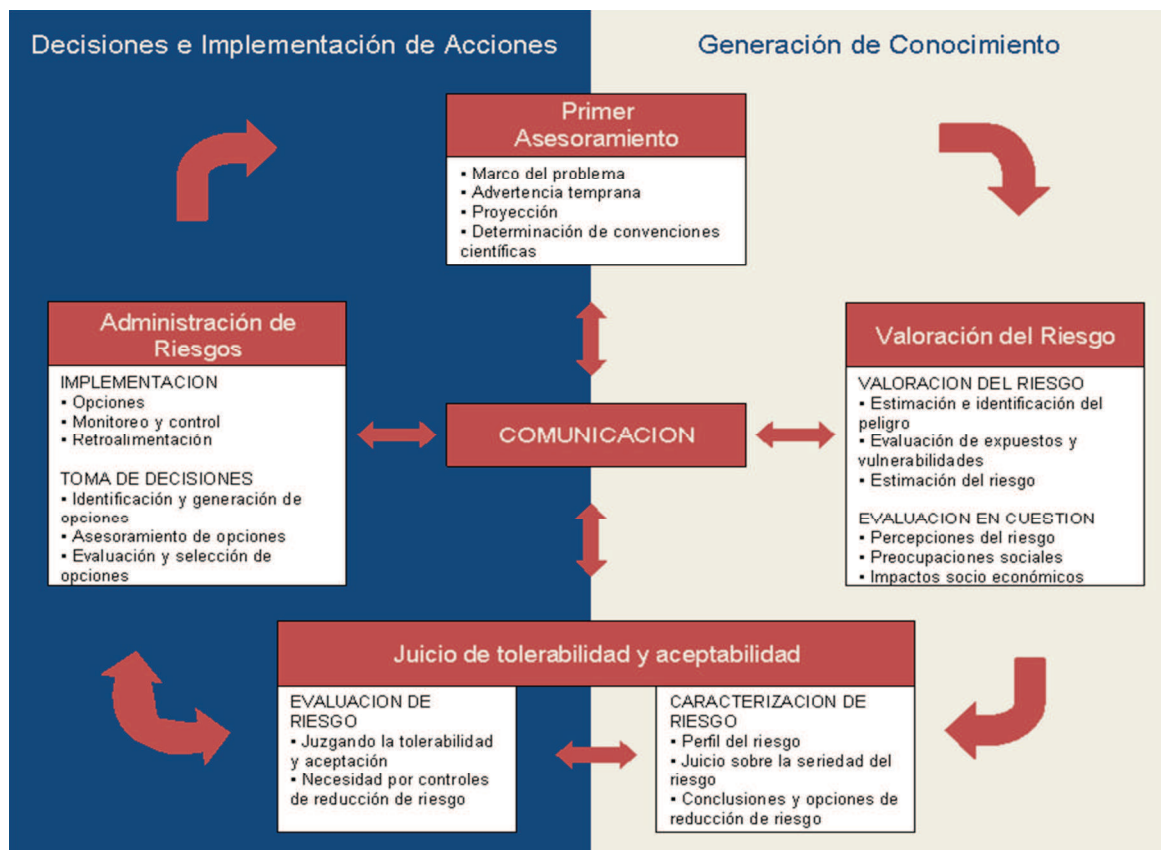 Decisiones e Implementación de Acciones
Generación de Conocimiento
Primer
Asesoramiento
▪ Marco del problema
▪ Advertencia temprana
▪ Proyección
▪ Determinación de convenciones
científicas
Administración de
Riesgos
IMPLEMENTACION
▪ Opciones
▪ Monitoreo y control
▪ Retroalimentación
TOMA DE DECISIONES
▪ Identificación y generación de
opciones
▪ Asesoramiento de opciones
▪ Evaluación y selección de
opciones
COMUNICACION
Valoración del Riesgo
VALORACION DEL RIESGO
▪ Estimación e identificación del
peligro
▪ Evaluación de expuestos y
vulnerabilidades
▪ Estimación del riesgo
EVALUACION EN CUESTION
▪ Percepciones del riesgo
▪ Preocupaciones sociales
▪ Impactos socio económicos
Juicio de tolerabilidad y aceptabilidad
EVALUACION DE
RIESGO
▪ Juzgando la tolerabilidad
y aceptación
▪ Necesidad por controles
de reducción de riesgo
CARACTERIZACION DE
RIESGO
▪ Perfil del riesgo
▪ Juicio sobre la seriedad del
riesgo
▪ Conclusiones y opciones de
reducción de riesgo